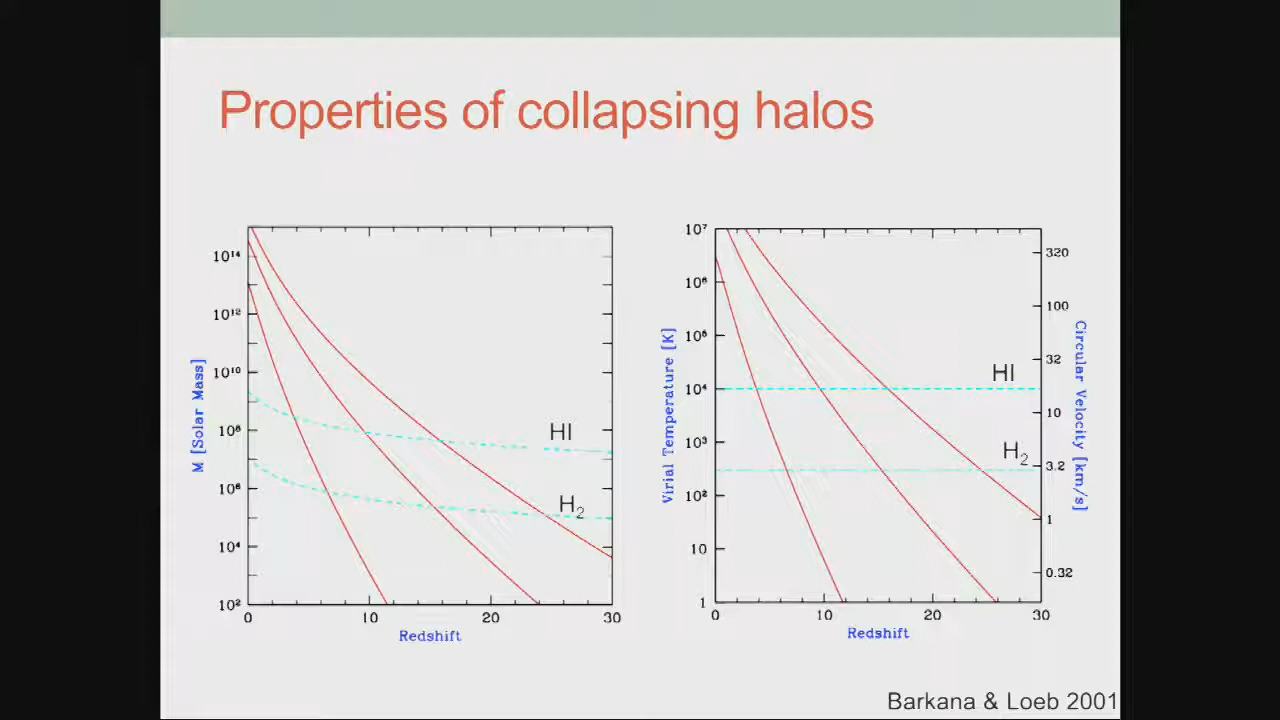 Properties of collapsing halos
M [Solar Mass]
10¹⁴
10¹²
10¹⁰
10⁸
10⁶
10⁴
10²
HI
H₂
0 10 20 30
Redshift
Virial Temperature [K]
10⁷
10⁶
10⁵
10⁴
10³
10²
10
1
HI
H₂
320
100
32
10
3.2
1
0.32
Circular Velocity [km/s]
0 10 20 30
Redshift
Barkana & Loeb 2001